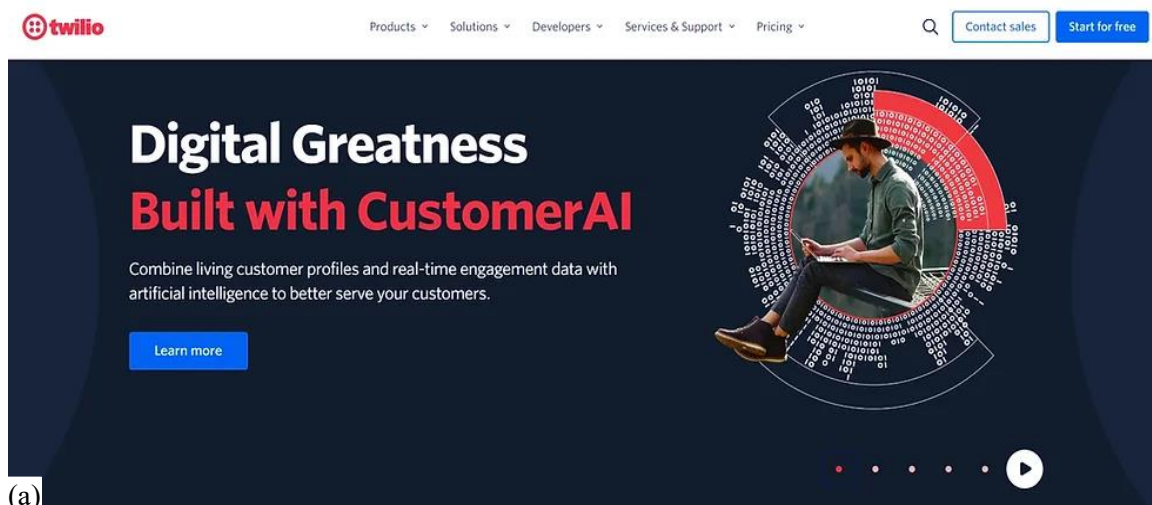 twilio
Products Solutions Developers Services & Support Pricing Contact sales Start for free
Digital Greatness
Built with CustomerAI
Combine living customer profiles and real-time engagement data with
artificial intelligence to better serve your customers.
Learn more
(a)